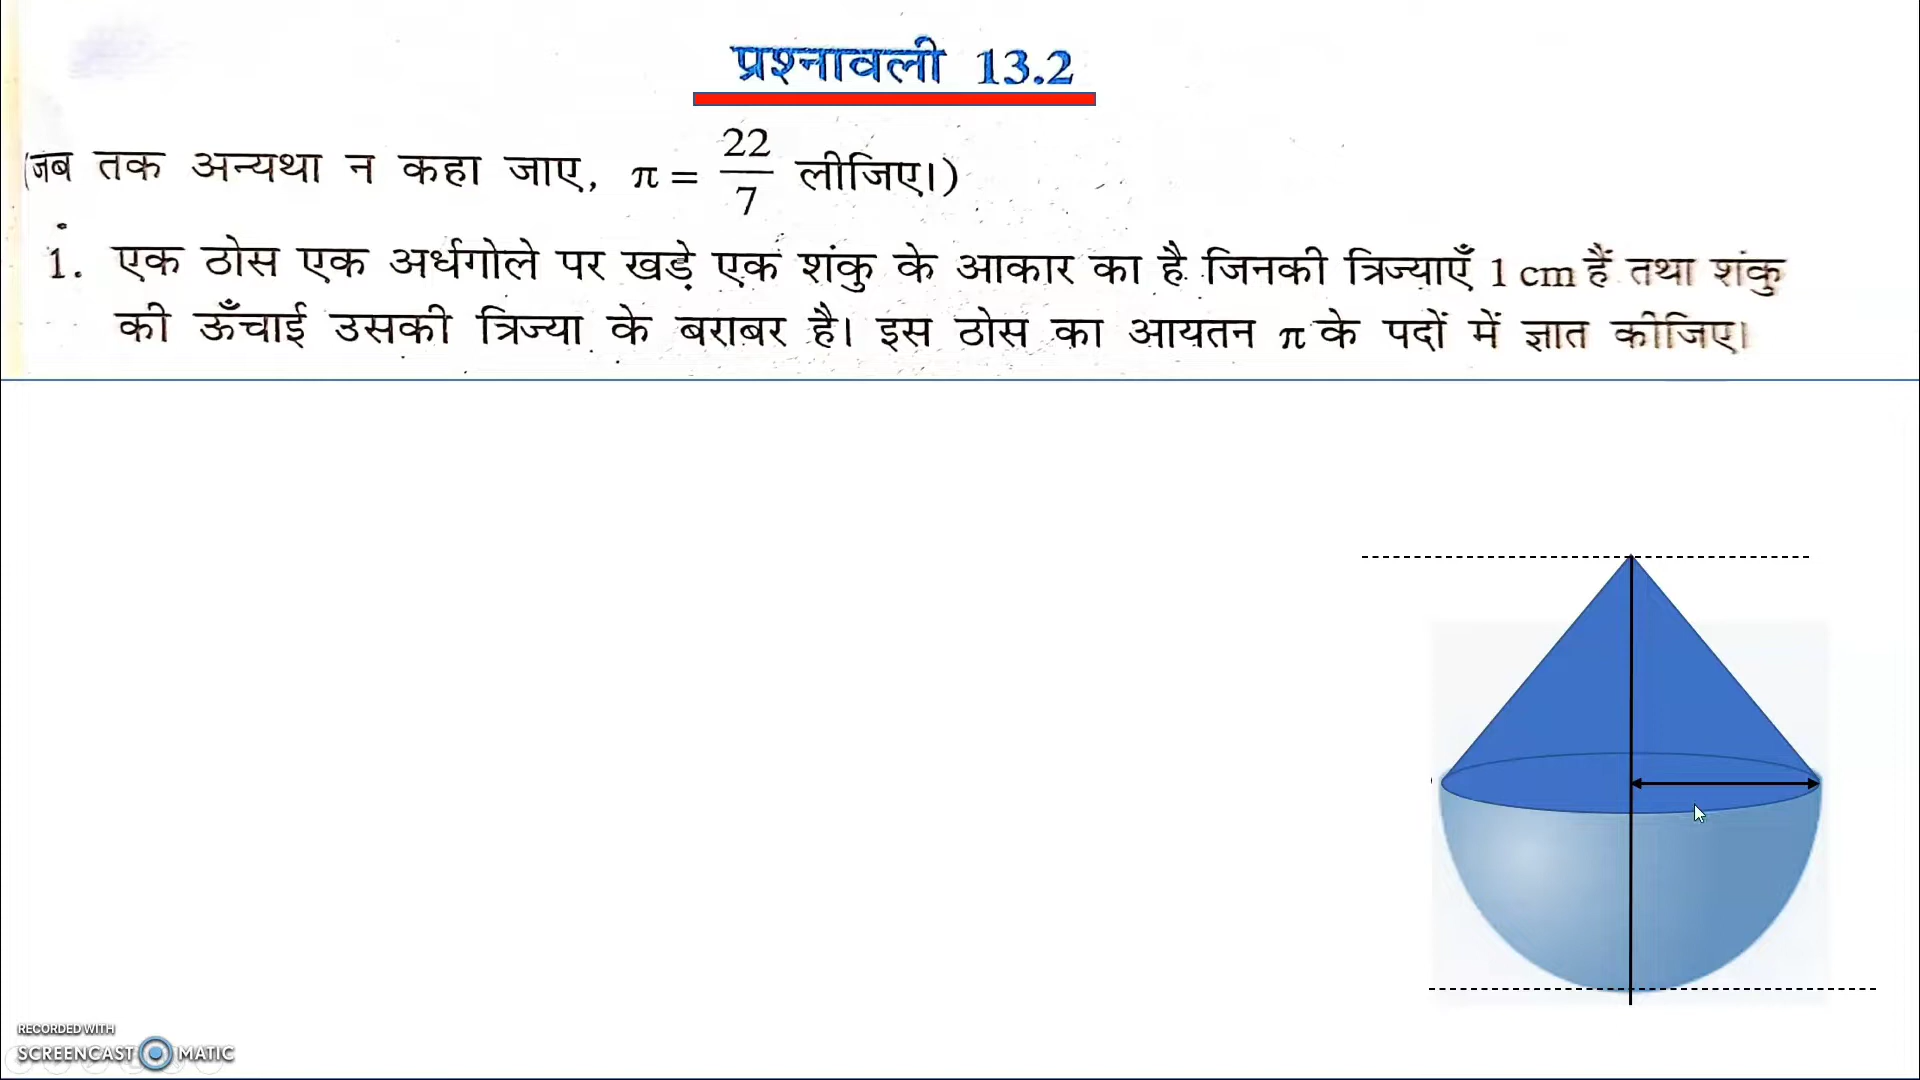 प्रश्नावली 13.2
(जब तक अन्यथा न कहा जाए, π = 22/7 लीजिए।)
1. एक ठोस एक अर्धगोले पर खड़े एक शंकु के आकार का है जिनकी त्रिज्याएँ 1 cm हैं तथा शंकु
की ऊँचाई उसकी त्रिज्या के बराबर है। इस ठोस का आयतन π के पदों में ज्ञात कीजिए।
RECORDED WITH
SCREENCAST MATIC